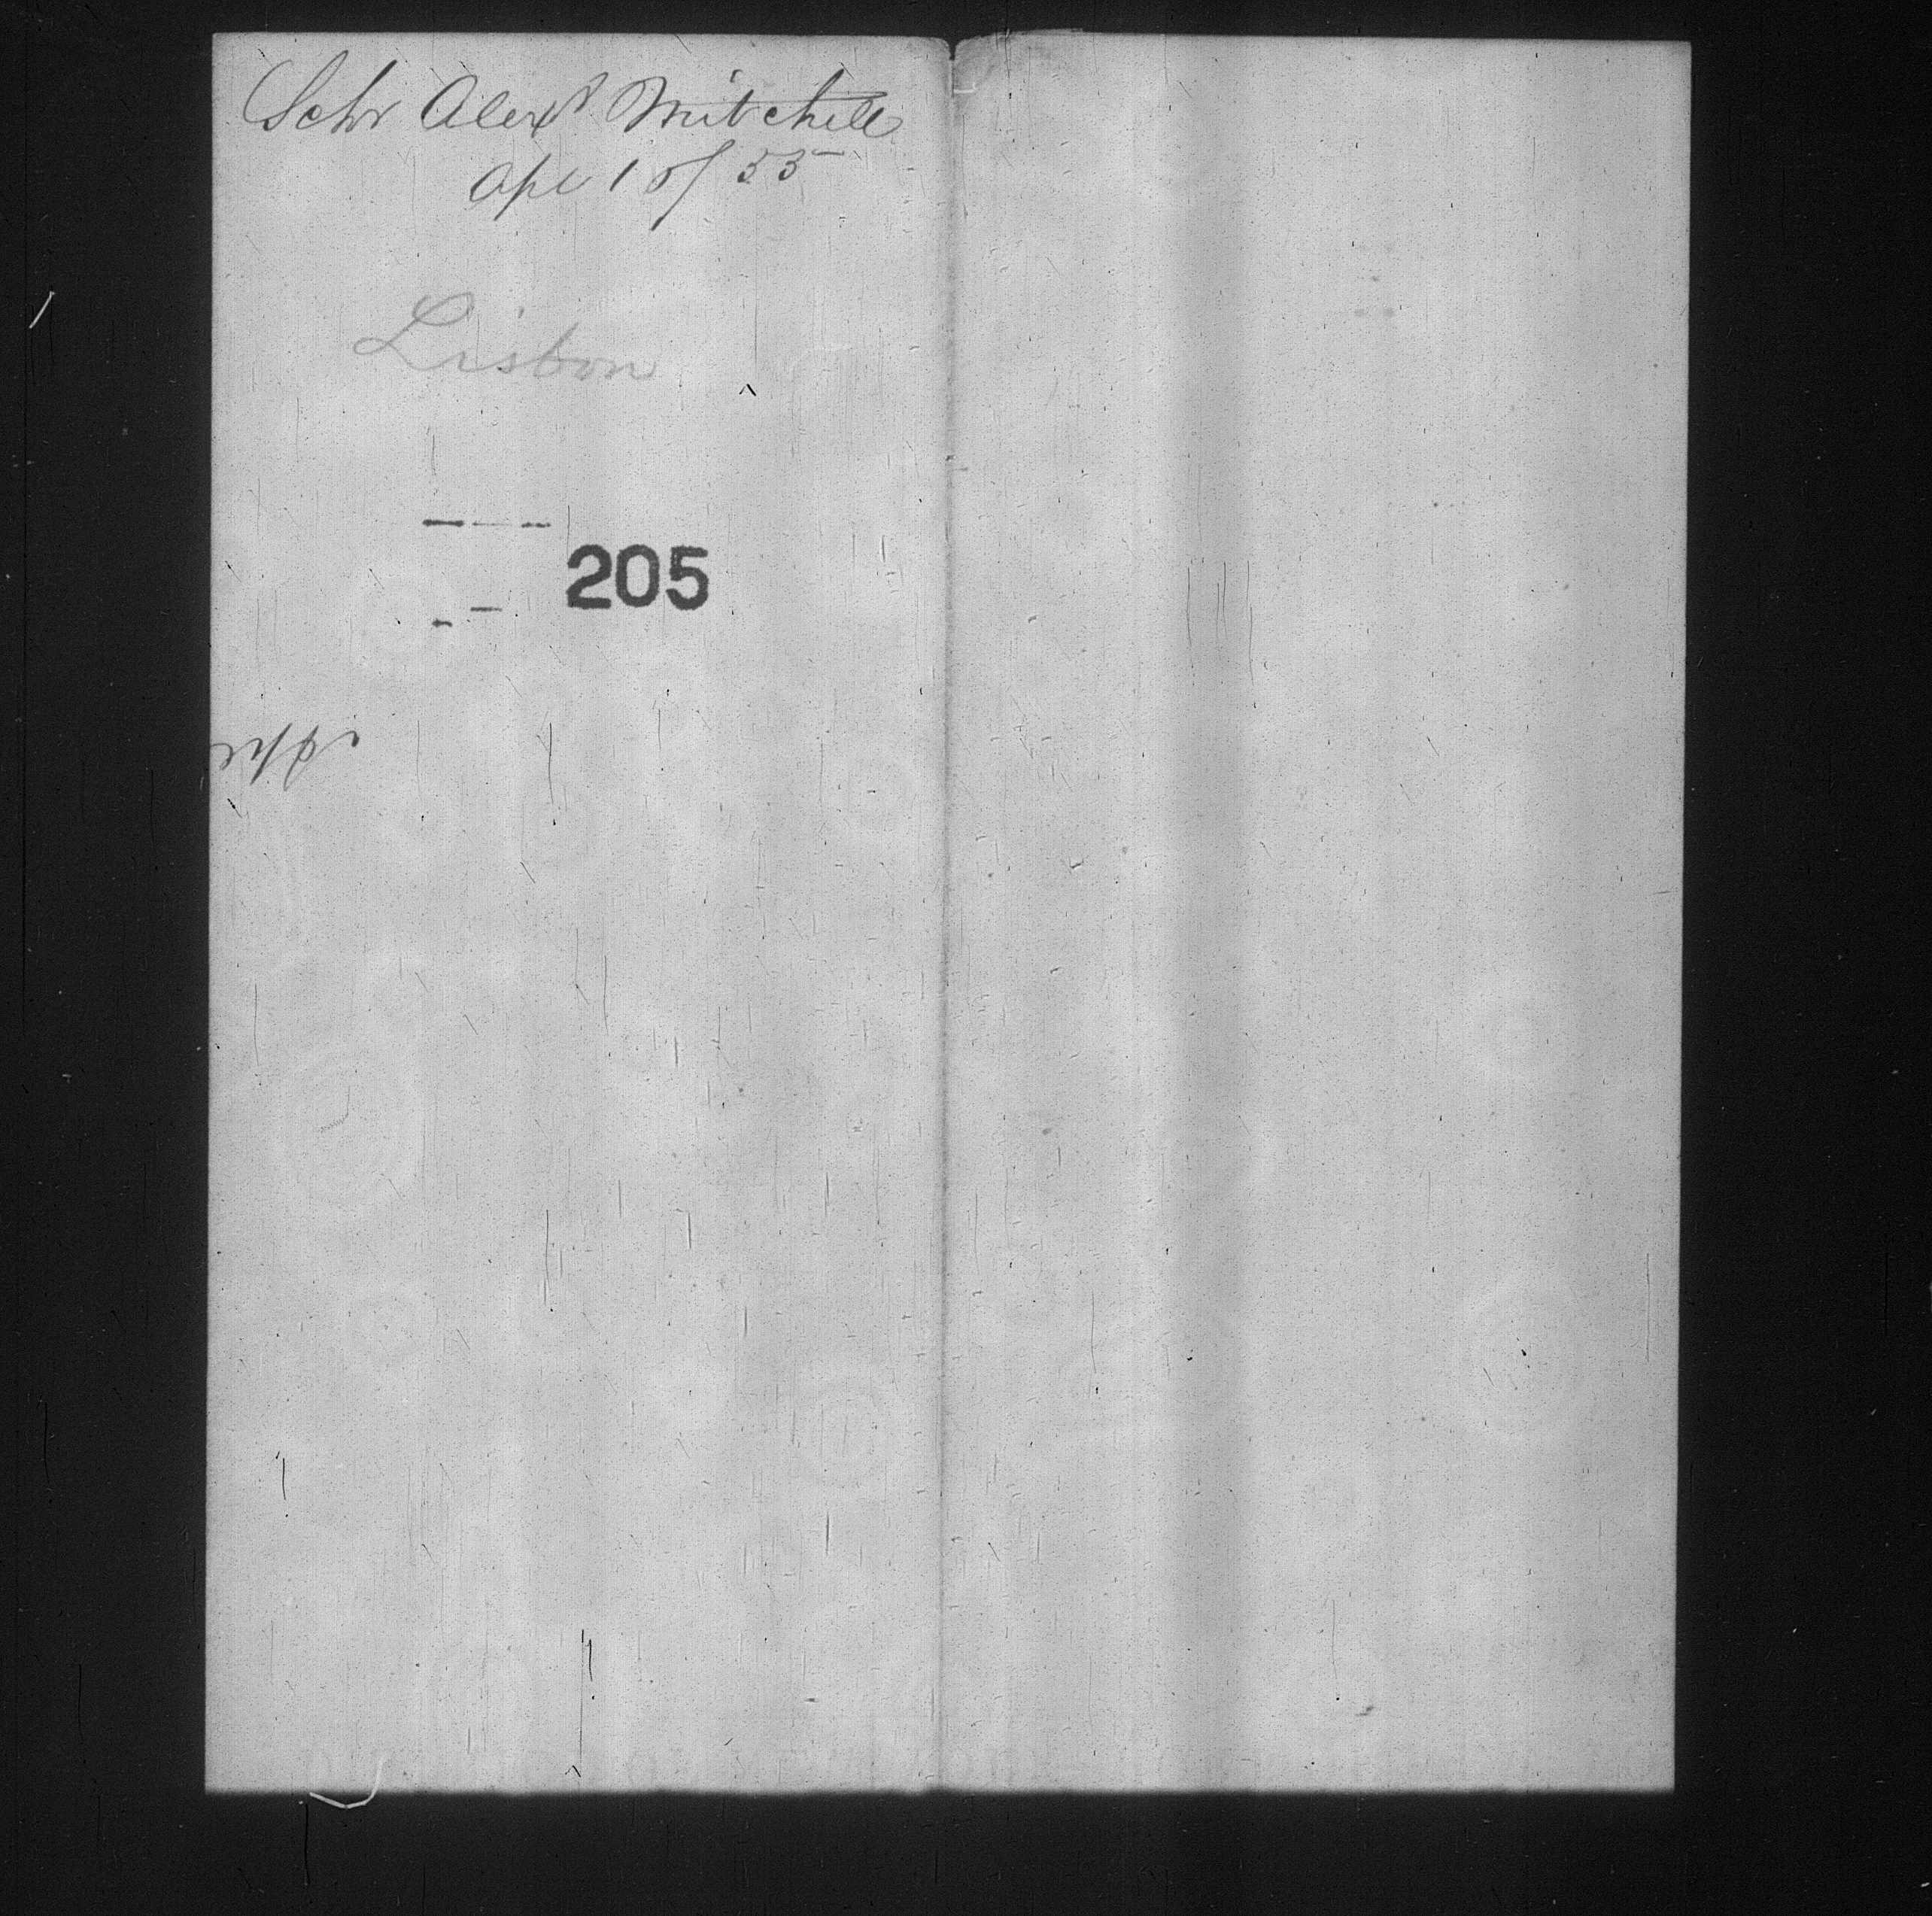 Schr Alexr Mitchell
Apl 18/55
Lisbon
205